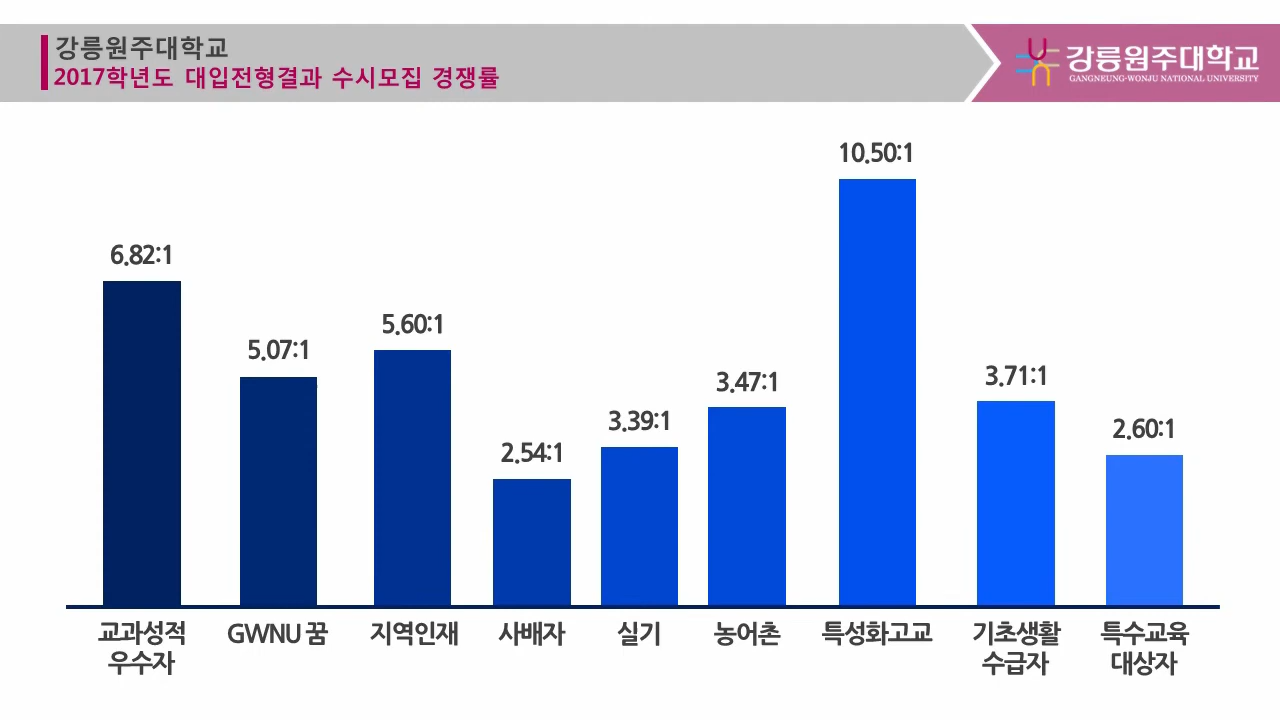 강릉원주대학교
2017학년도 대입전형결과 수시모집 경쟁률
강릉원주대학교
GANGNEUNG-WONJU NATIONAL UNIVERSITY
10.50:1
6.82:1
5.60:1
5.07:1
3.71:1
3.47:1
3.39:1
2.60:1
2.54:1
교과성적
우수자
GWNU 꿈
지역인재
사배자
실기
농어촌
특성화고교
기초생활
수급자
특수교육
대상자